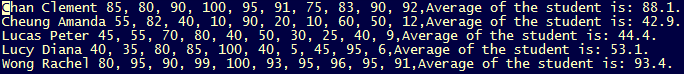 Chan Clement 85, 82, 90, 100, 95, 91, 75, 83, 90, 92,Average of the student is: 88.1.
Cheung Amanda 55, 82, 40, 10, 90, 20, 10, 60, 50, 12,Average of the student is: 42.9.
Lucas Peter 45, 55, 70, 80, 40, 50, 30, 25, 40, 9,Average of the student is: 44.4.
Lucy Diana 40, 35, 80, 85, 100, 40, 5, 45, 95, 6,Average of the student is: 53.1.
Wong Rachel 80, 95, 90, 99, 100, 93, 95, 96, 95, 91,Average of the student is: 93.4.